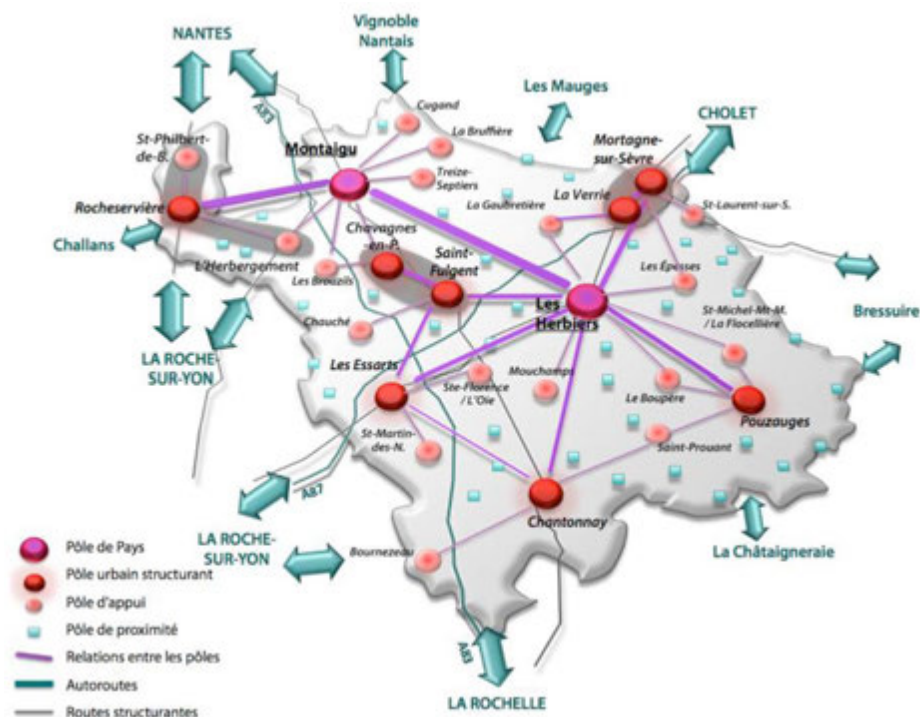 NANTES
Vignoble
Nantais
Les Mauges
CHOLET
A83
Cugand
La Bruffière
St-Philbert-
de-B.
Montaigu
Treize-
Septiers
Mortagne-
sur-Sèvre
La Verrie
La Gaubretière
St-Laurent-sur-S.
Rocheservière
Challans
L'Herbergement
Chavagnes
-en-P.
Saint-
Fulgent
Les Brouzils
Les Epesses
Les
Herbiers
St-Michel-Mt-M.
/ La Flocellière
Bressuire
Chauché
LA ROCHE-
SUR-YON
Les Essarts
Ste-Florence
/ L'Oie
Mouchamps
Le Boupère
Pouzauges
St-Martin-
des-N.
Saint-Prouant
A87
Chantonnay
LA ROCHE-
SUR-YON
Bournezeau
La Châtaigneraie
A83
LA ROCHELLE
Pôle de Pays
Pôle urbain structurant
Pôle d'appui
Pôle de proximité
Relations entre les pôles
Autoroutes
Routes structurantes